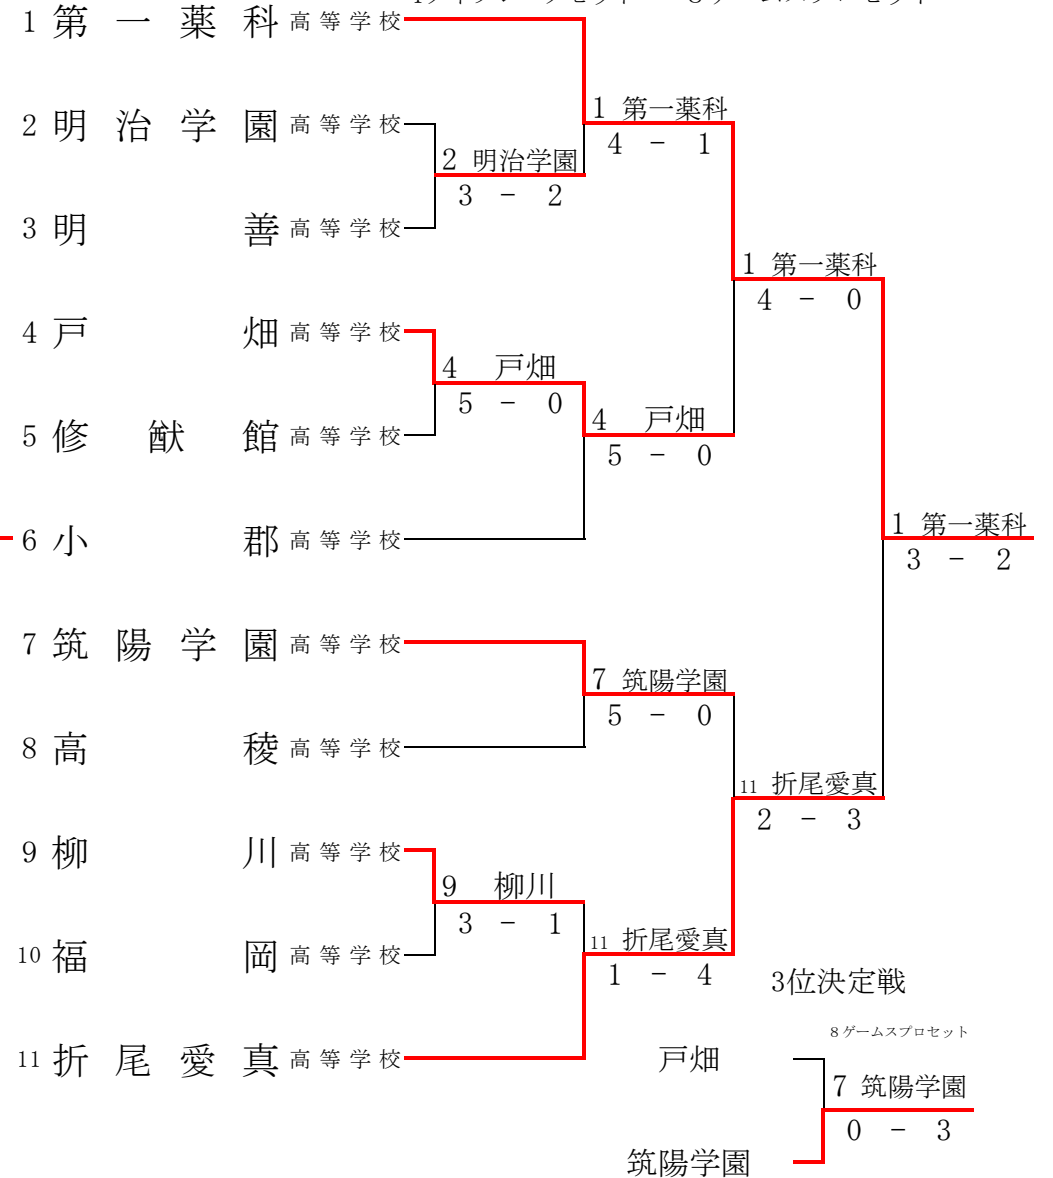 1 第一薬科 高等学校
1 第一薬科
4 － 1
2 明治学園 高等学校
2 明治学園
3 － 2
3 明善 高等学校
1 第一薬科
4 － 0
4 戸畑 高等学校
4 戸畑
5 － 0
4 戸畑
5 － 0
5 修猷館 高等学校
6 小郡 高等学校
1 第一薬科
3 － 2
7 筑陽学園 高等学校
7 筑陽学園
5 － 0
8 高稜 高等学校
11 折尾愛真
2 － 3
9 柳川 高等学校
9 柳川
3 － 1
10 福岡 高等学校
11 折尾愛真
1 － 4
11 折尾愛真 高等学校
3位決定戦
8ゲームスプロセット
戸畑
7 筑陽学園
0 － 3
筑陽学園